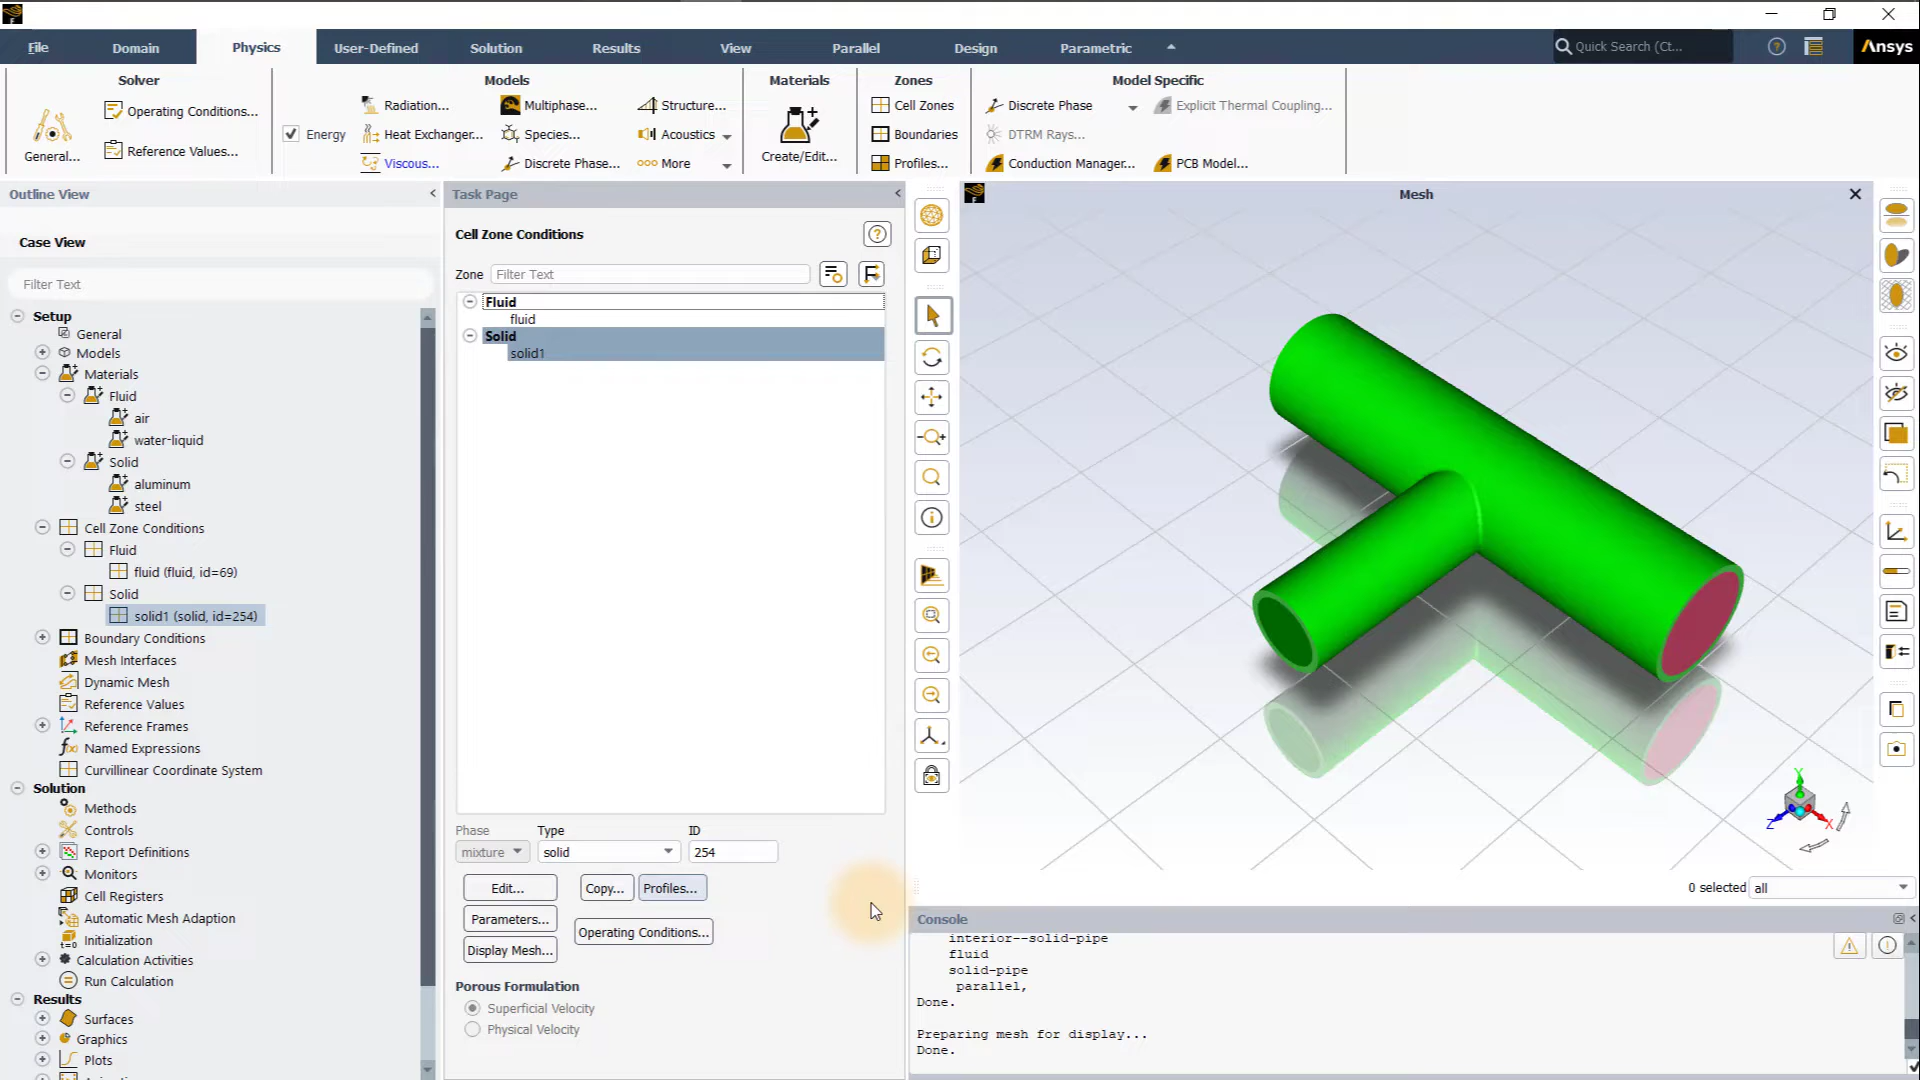 File
Domain
Physics
User-Defined
Solution
Results
View
Parallel
Design
Parametric
Quick Search (Ct...
Ansys
Solver
General...
Operating Conditions...
Reference Values...
Models
Energy
Radiation...
Heat Exchanger...
Viscous...
Multiphase...
Species...
Discrete Phase...
Structure...
Acoustics
More
Materials
Create/Edit...
Zones
Cell Zones
Boundaries
Profiles...
Model Specific
Discrete Phase
Explicit Thermal Coupling...
DTRM Rays...
Conduction Manager...
PCB Model...
Outline View
Case View
Filter Text
Setup
General
Models
Materials
Fluid
air
water-liquid
Solid
aluminum
steel
Cell Zone Conditions
Fluid
fluid (fluid, id=69)
Solid
solid1 (solid, id=254)
Boundary Conditions
Mesh Interfaces
Dynamic Mesh
Reference Values
Reference Frames
Named Expressions
Curvillinear Coordinate System
Solution
Methods
Controls
Report Definitions
Monitors
Cell Registers
Automatic Mesh Adaption
Initialization
Calculation Activities
Run Calculation
Results
Surfaces
Graphics
Plots
Task Page
Cell Zone Conditions
Zone
Filter Text
Fluid
fluid
Solid
solid1
Phase
Type
ID
mixture
solid
254
Edit...
Copy...
Profiles...
Parameters...
Operating Conditions...
Display Mesh...
Porous Formulation
Superficial Velocity
Physical Velocity
Mesh
Y
Z
X
0 selected
all
Console
interior--solid-pipe
fluid
solid-pipe
parallel,
Done.
Preparing mesh for display...
Done.